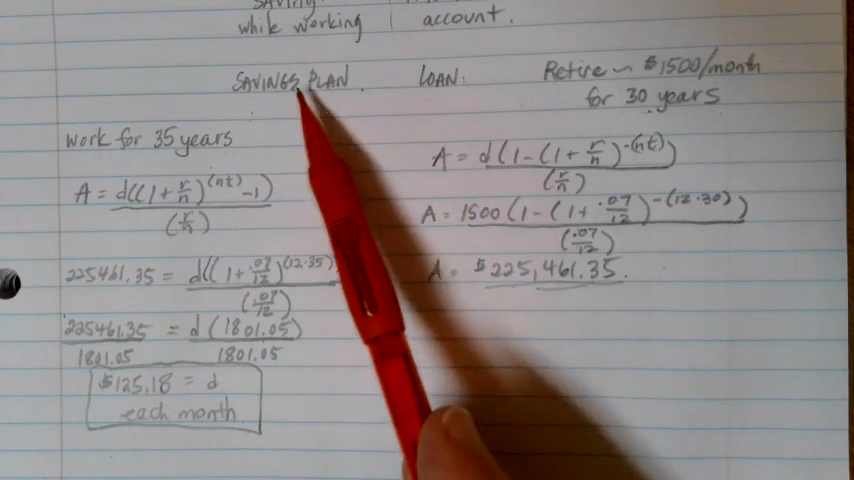 while working | account.
SAVINGS PLAN. LOAN: Retire ~ $1500/month
for 30 years
work for 35 years
A = d(1-(1+r/n)^-(nt))/(r/n)
A = d((1+r/n)^(nt)-1)/(r/n)
A = 1500(1-(1+.07/12)^-(12·30))/(.07/12)
225461.35 = d((1+.07/12)^(12·35)/(.07/12)
A = $225,461.35.
225461.35/1801.05 = d(1801.05)/1801.05
$125.18 = d
each month